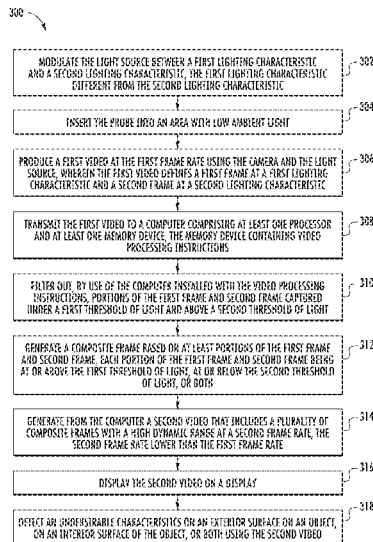 300
MODULATE THE LIGHT SOURCE BETWEEN A FIRST LIGHTING CHARACTERISTIC
AND A SECOND LIGHTING CHARACTERISTIC, THE FIRST LIGHTING CHARACTERISTIC
DIFFERENT FROM THE SECOND LIGHTING CHARACTERISTIC
302
INSERT THE PROBE INTO AN AREA WITH LOW AMBIENT LIGHT
304
PRODUCE A FIRST VIDEO AT THE FIRST FRAME RATE USING THE CAMERA AND THE LIGHT
SOURCE, WHEREIN THE FIRST VIDEO DEFINES A FIRST FRAME AT A FIRST LIGHTING
CHARACTERISTIC AND A SECOND FRAME AT A SECOND LIGHTING CHARACTERISTIC
306
TRANSMIT THE FIRST VIDEO TO A COMPUTER COMPRISING AT LEAST ONE PROCESSOR
AND AT LEAST ONE MEMORY DEVICE, THE MEMORY DEVICE CONTAINING VIDEO
PROCESSING INSTRUCTIONS
308
FILTER OUT, BY USE OF THE COMPUTER INSTALLED WITH THE VIDEO PROCESSING
INSTRUCTIONS, PORTIONS OF THE FIRST FRAME AND SECOND FRAME CAPTURED
UNDER A FIRST THRESHOLD OF LIGHT AND ABOVE A SECOND THRESHOLD OF LIGHT
310
GENERATE A COMPOSITE FRAME BASED ON AT LEAST PORTIONS OF THE FIRST FRAME
AND SECOND FRAME, EACH PORTION OF THE FIRST FRAME AND SECOND FRAME BEING
AT OR ABOVE THE FIRST THRESHOLD OF LIGHT, AT OR BELOW THE SECOND THRESHOLD
OF LIGHT, OR BOTH
312
GENERATE FROM THE COMPUTER A SECOND VIDEO THAT INCLUDES A PLURALITY OF
COMPOSITE FRAMES WITH A HIGH DYNAMIC RANGE AT A SECOND FRAME RATE, THE
SECOND FRAME RATE LOWER THAN THE FIRST FRAME RATE
314
DISPLAY THE SECOND VIDEO ON A DISPLAY
316
DETECT AN UNDESIRABLE CHARACTERISTICS ON AN EXTERIOR SURFACE ON AN OBJECT,
ON AN INTERIOR SURFACE OF THE OBJECT, OR BOTH USING THE SECOND VIDEO
318